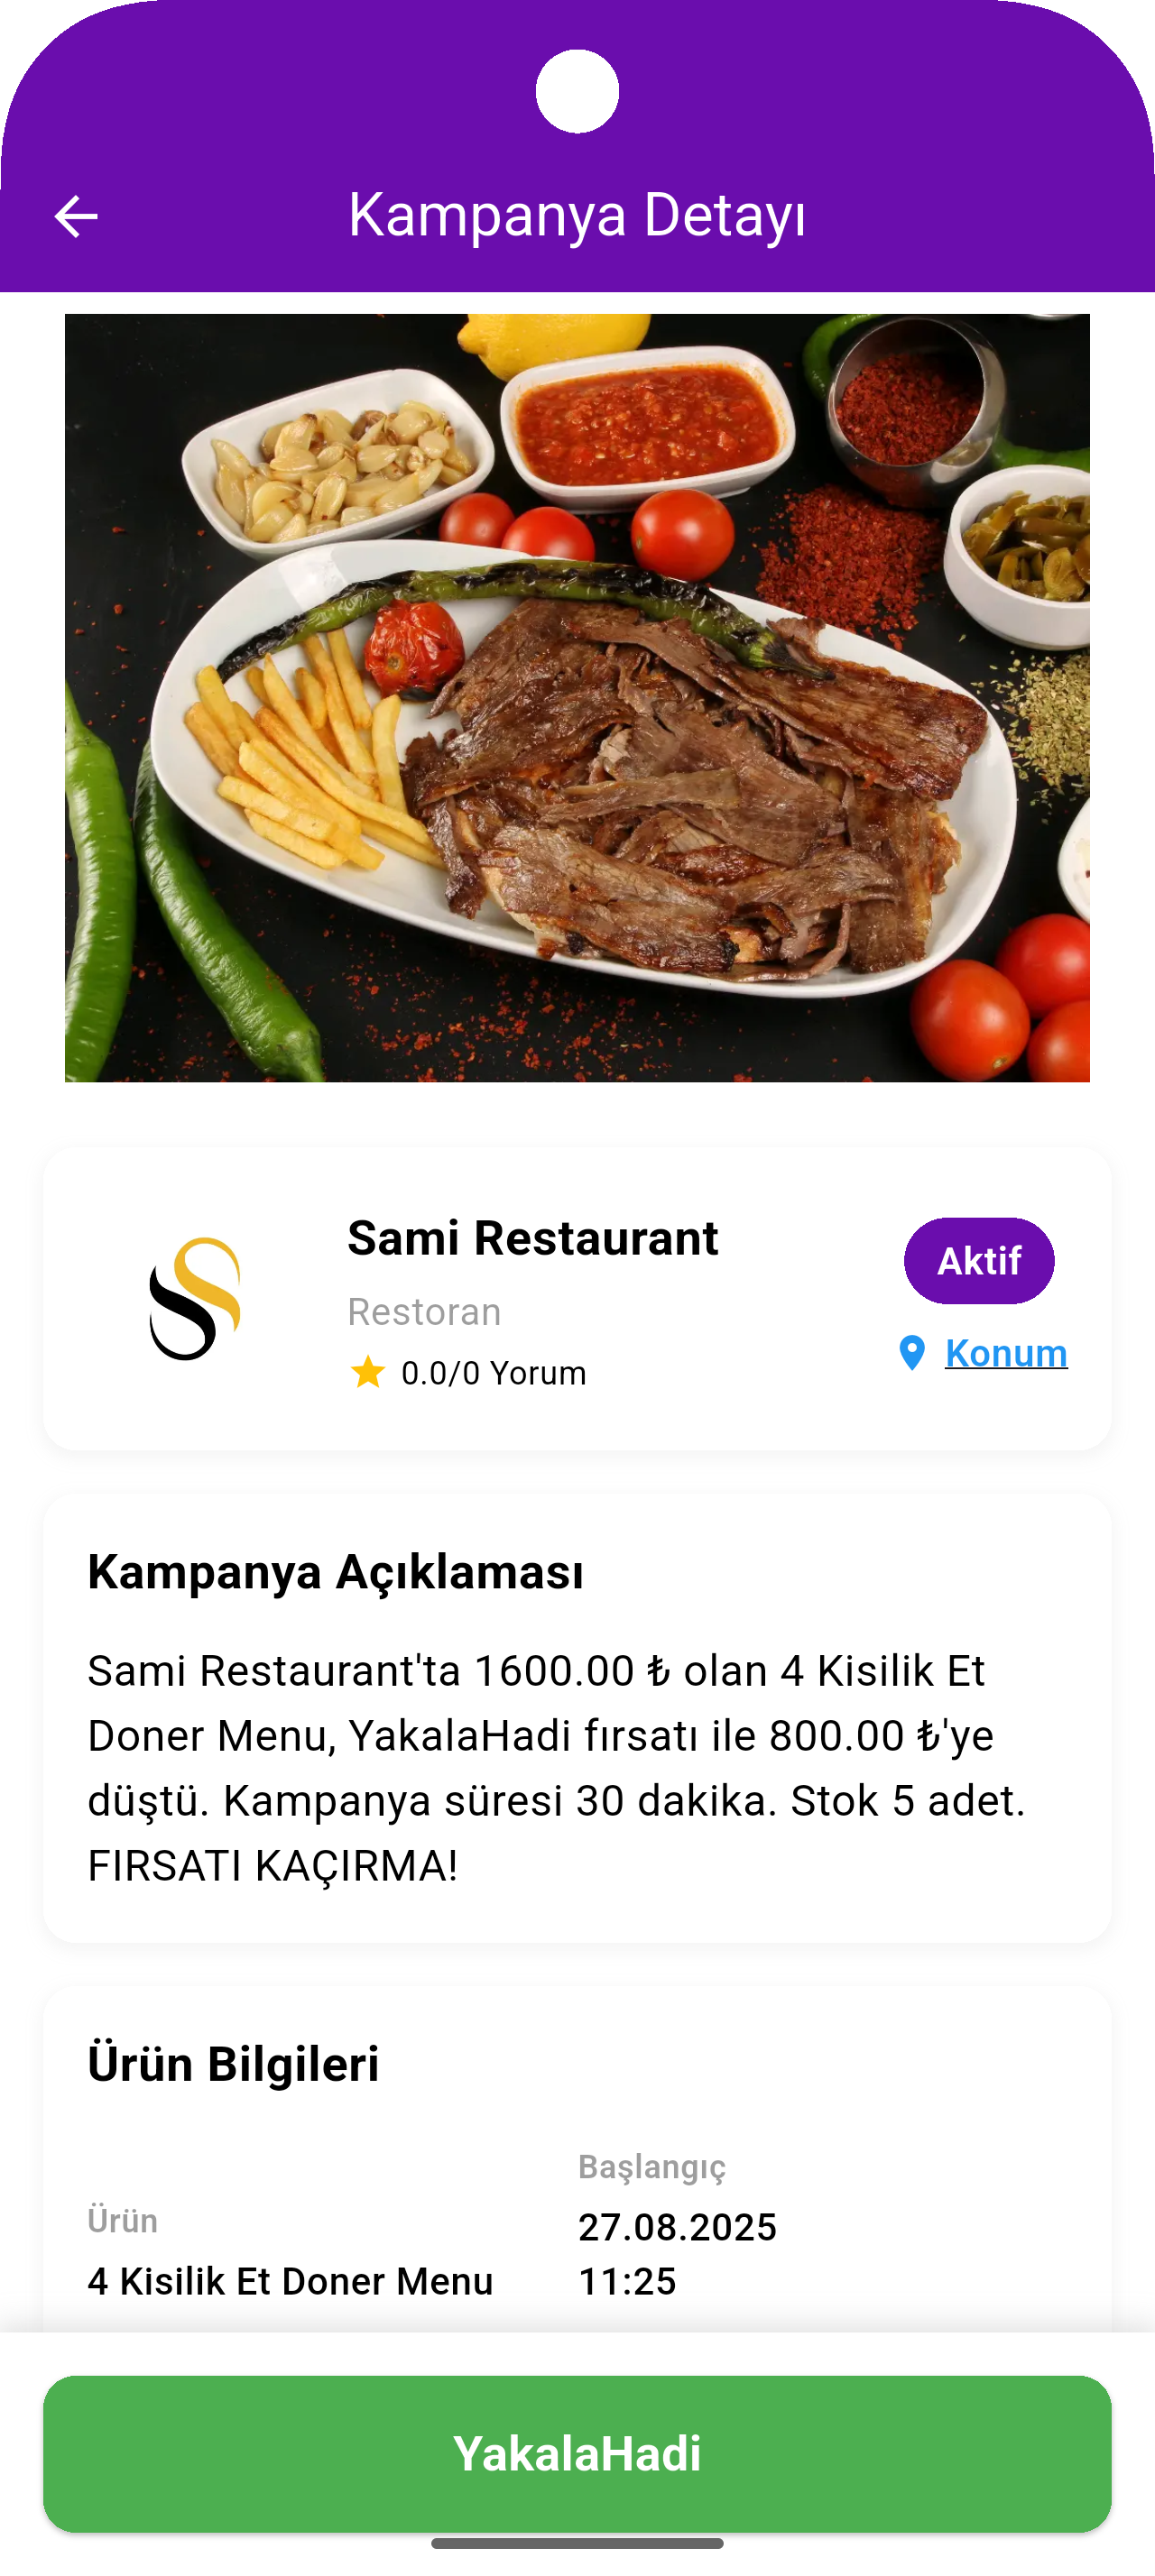 Kampanya Detayı
Sami Restaurant
Aktif
Restoran
Konum
0.0/0 Yorum
Kampanya Açıklaması
Sami Restaurant'ta 1600.00 ₺ olan 4 Kisilik Et
Doner Menu, YakalaHadi fırsatı ile 800.00 ₺'ye
düştü. Kampanya süresi 30 dakika. Stok 5 adet.
FIRSATI KAÇIRMA!
Ürün Bilgileri
Ürün
4 Kisilik Et Doner Menu
Başlangıç
27.08.2025
11:25
YakalaHadi